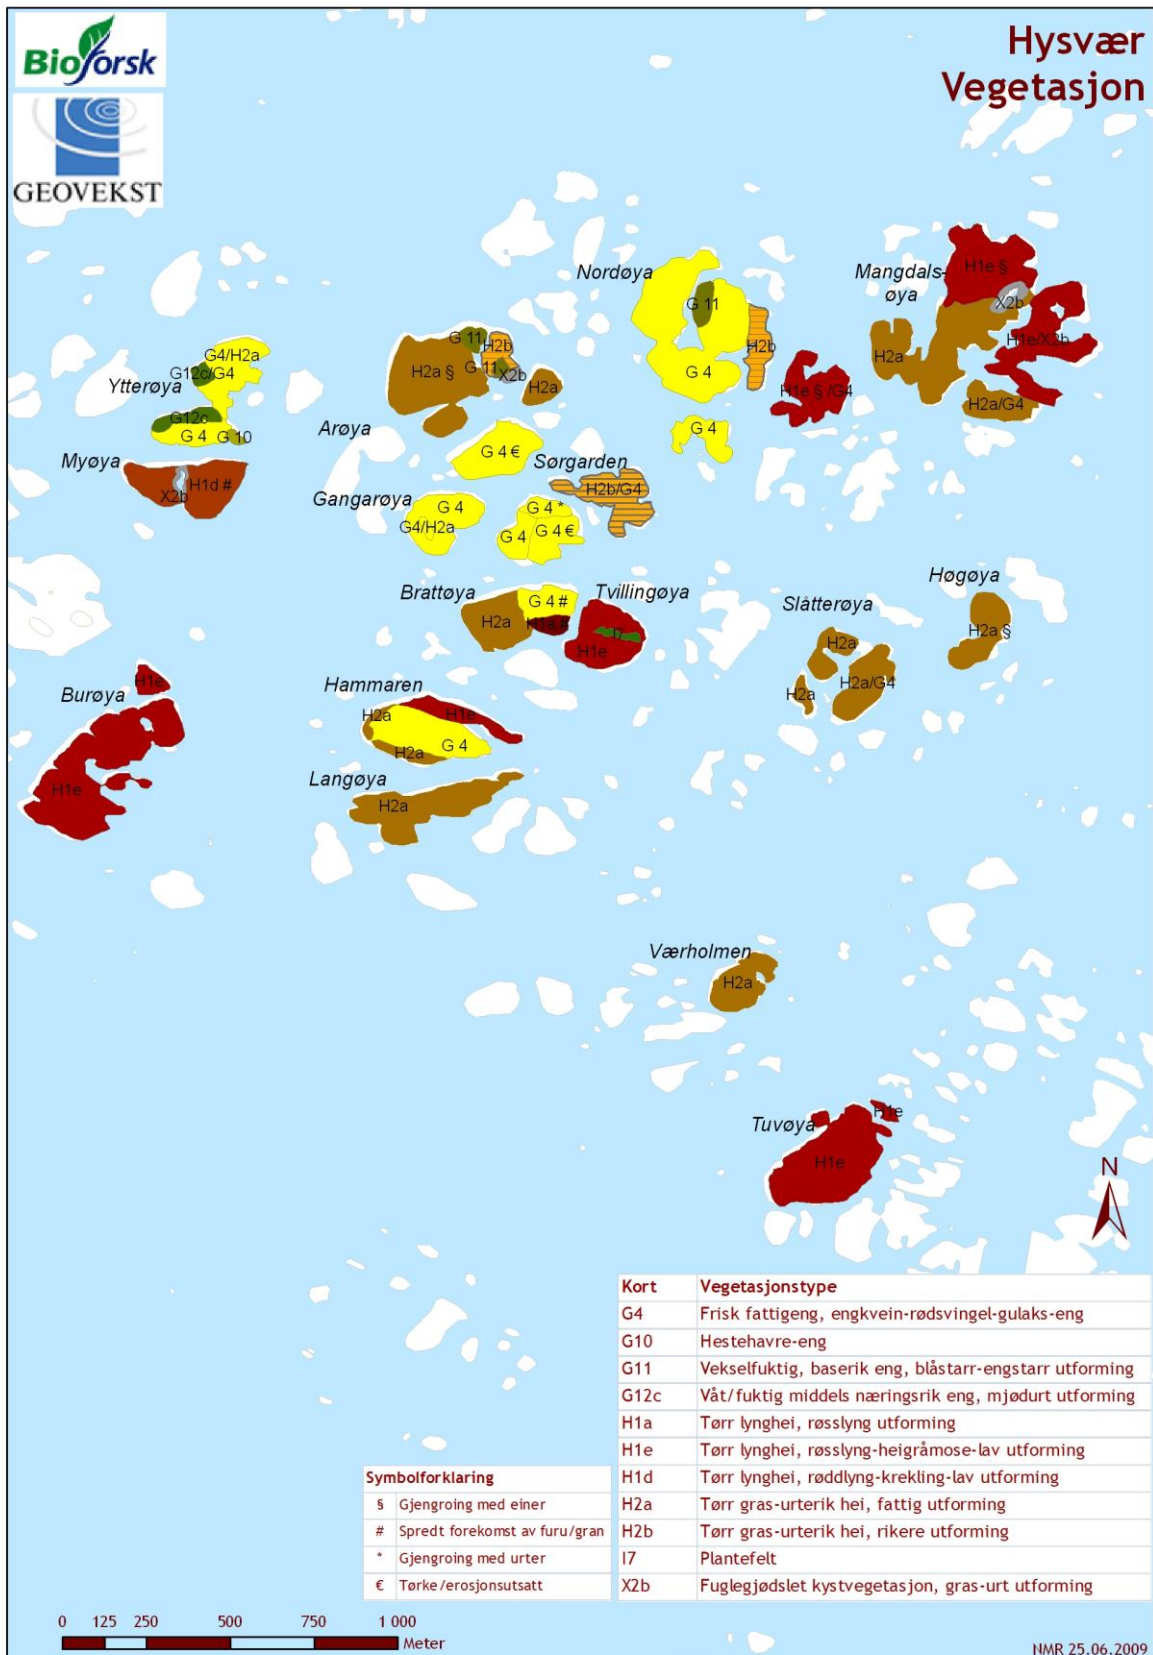 Bioforsk
GEOVEKST
Hysvær
Vegetasjon
Nordøya
Mangdals-
øya
H1e §
X2b
H1e/X2b
H2a
H2a/G4
G 11
H2b
G 4
H1e § /G4
G 4
G 11
H2b
H2a §
G 11
X2b
H2a
Arøya
G4/H2a
G12c/G4
Ytterøya
G12c
G 4
G 10
Myøya
X2b
H1d #
G 4 €
Sørgarden
H2b/G4
Gangarøya
G 4
G4/H2a
G 4 *
G 4
G 4 €
Brattøya
G 4 #
H2a
H1a #
Tvillingøya
I7
H1e
Slåtterøya
H2a
H2a/G4
H2a
Høgøya
H2a §
Burøya
H1e
H1e
Hammaren
H2a
H1e
G 4
H2a
Langøya
H2a
Værholmen
H2a
Tuvøya
H1e
H1e
N
Kort Vegetasjonstype
G4 Frisk fattigeng, engkvein-rødsvingel-gulaks-eng
G10 Hestehavre-eng
G11 Vekselfuktig, baserik eng, blåstarr-engstarr utforming
G12c Våt/fuktig middels næringsrik eng, mjødurt utforming
H1a Tørr lynghei, røsslyng utforming
H1e Tørr lynghei, røsslyng-heigråmose-lav utforming
H1d Tørr lynghei, røddlyng-krekling-lav utforming
H2a Tørr gras-urterik hei, fattig utforming
H2b Tørr gras-urterik hei, rikere utforming
I7 Plantefelt
X2b Fuglegjødslet kystvegetasjon, gras-urt utforming
Symbolforklaring
§ Gjengroing med einer
# Spredt forekomst av furu/gran
* Gjengroing med urter
€ Tørke/erosjonsutsatt
0 125 250 500 750 1 000
Meter
NMR 25.06.2009